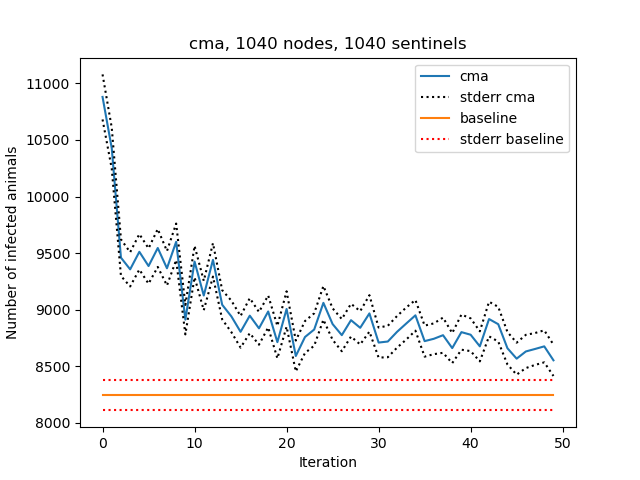 cma, 1040 nodes, 1040 sentinels
cma
stderr cma
baseline
stderr baseline
Number of infected animals
11000
10500
10000
9500
9000
8500
8000
0 10 20 30 40 50
Iteration